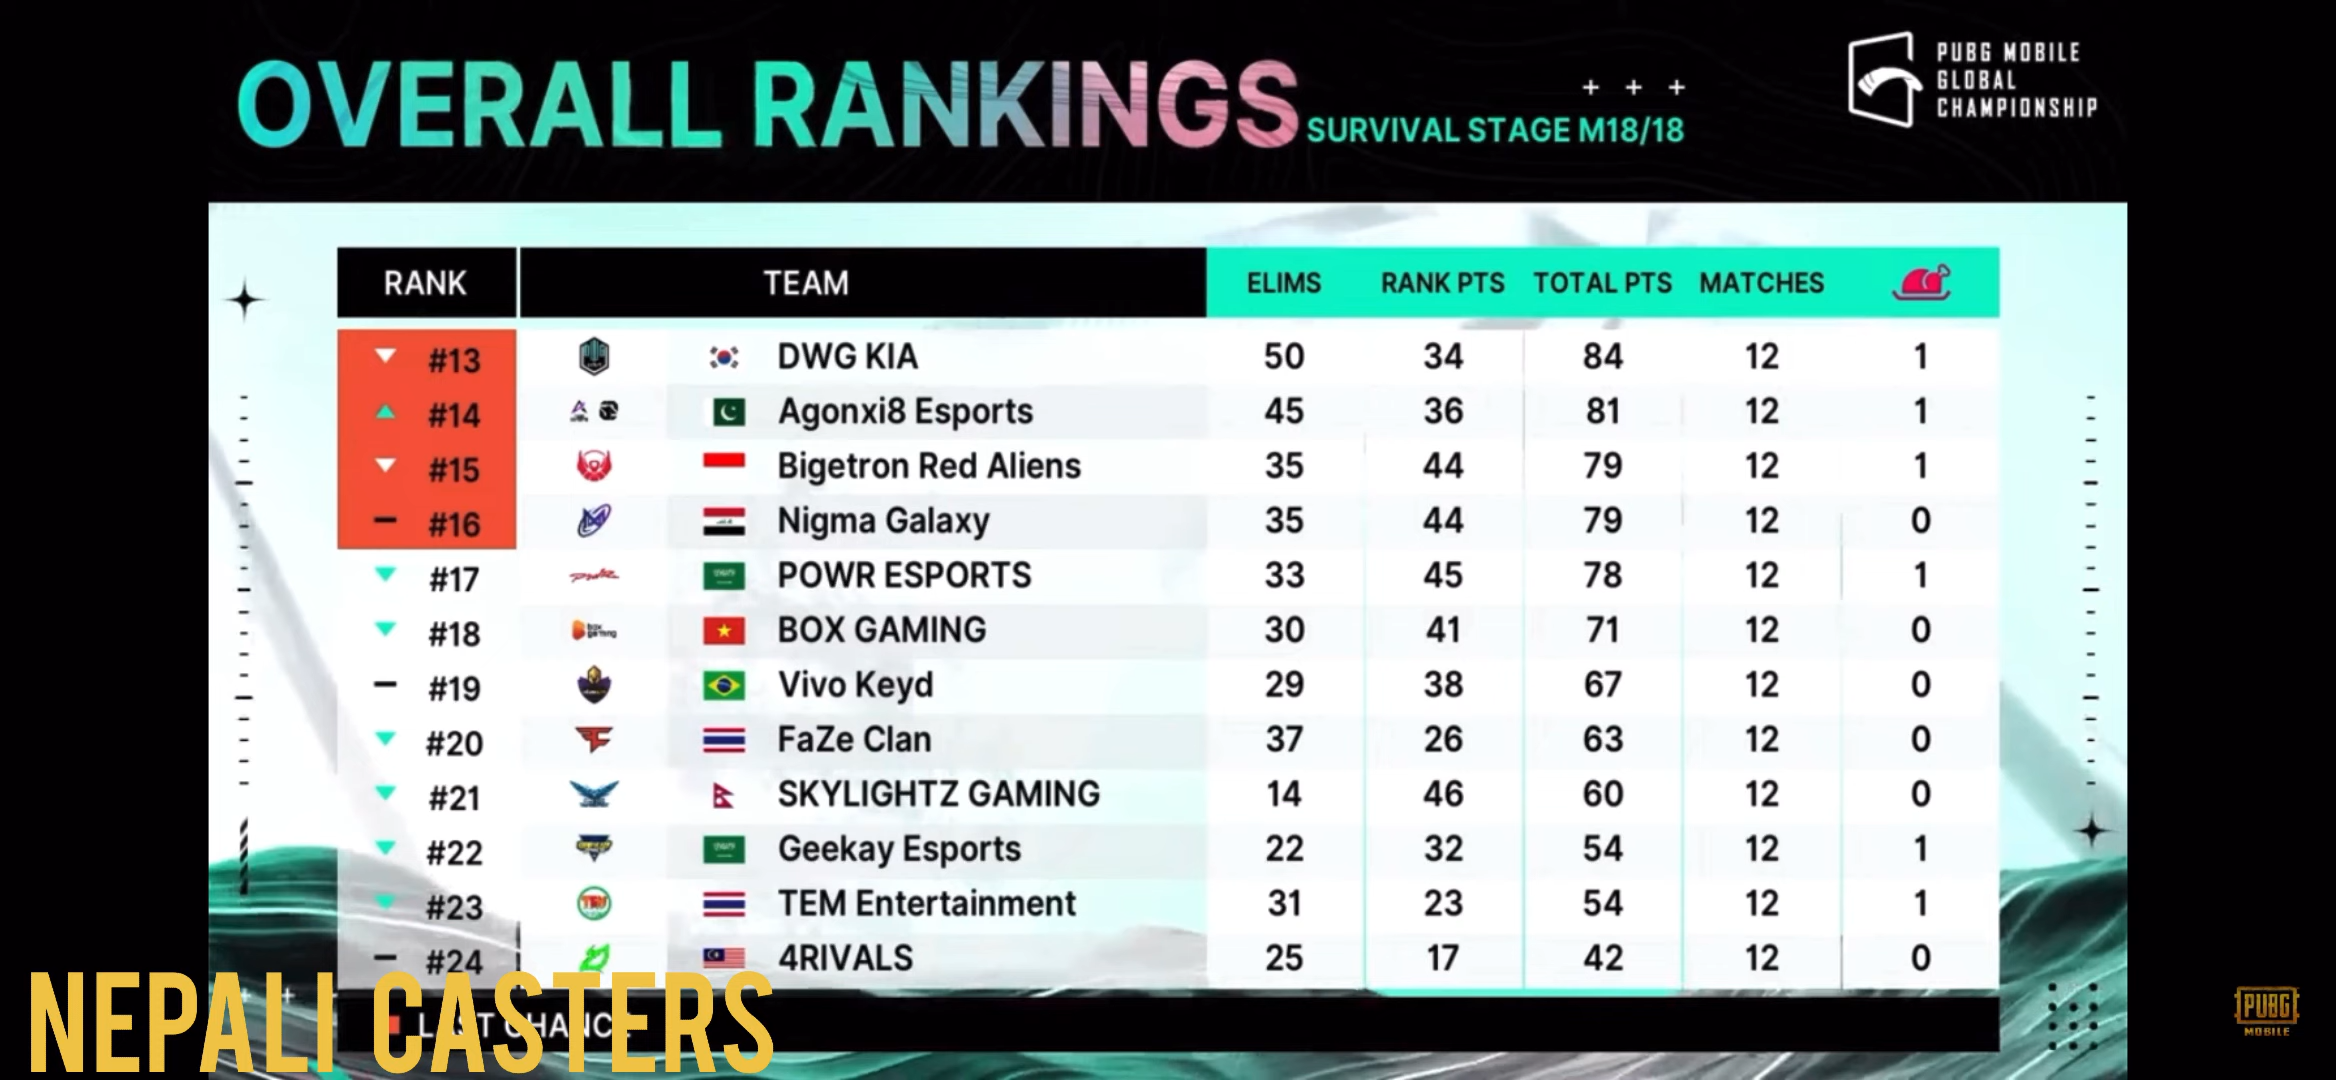 OVERALL RANKINGS
SURVIVAL STAGE M18/18
PUBG MOBILE
GLOBAL
CHAMPIONSHIP
RANK TEAM ELIMS RANK PTS TOTAL PTS MATCHES
#13 DWG KIA 50 34 84 12 1
#14 Agonxi8 Esports 45 36 81 12 1
#15 Bigetron Red Aliens 35 44 79 12 1
#16 Nigma Galaxy 35 44 79 12 0
#17 POWR ESPORTS 33 45 78 12 1
#18 box gaming BOX GAMING 30 41 71 12 0
#19 Vivo Keyd 29 38 67 12 0
#20 FaZe Clan 37 26 63 12 0
#21 SKYLIGHTZ GAMING 14 46 60 12 0
#22 Geekay Esports 22 32 54 12 1
#23 TEM TEM Entertainment 31 23 54 12 1
#24 4RIVALS 25 17 42 12 0
LAST CHANCE
NEPALI CASTERS
PUBG
MOBILE